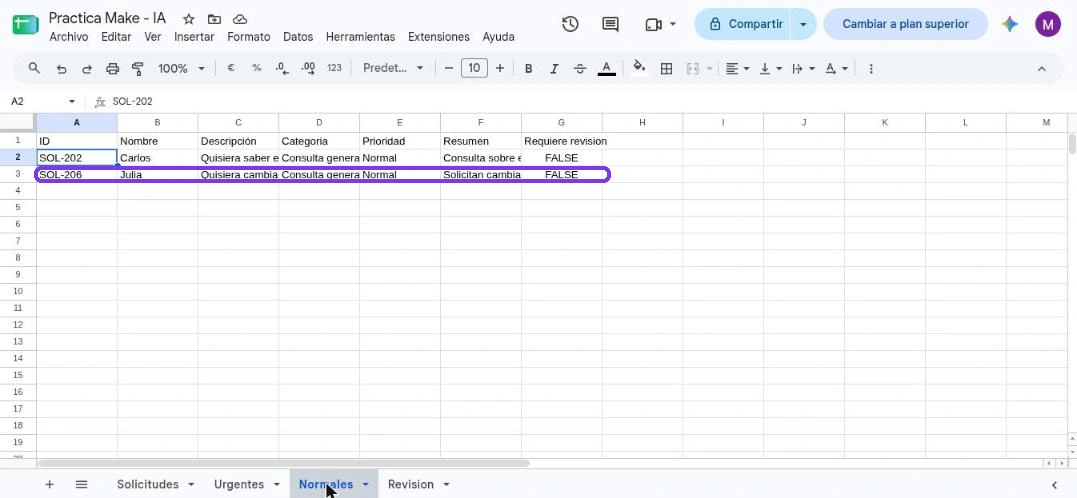 Practica Make - IA
Archivo Editar Ver Insertar Formato Datos Herramientas Extensiones Ayuda
Compartir
Cambiar a plan superior
M
100% € % .0 .00 123 Predet... - 10 + B I S A
A2 fx SOL-202
A B C D E F G H I J K L M
1 ID Nombre Descripción Categoria Prioridad Resumen Requiere revision
2 SOL-202 Carlos Quisiera saber e Consulta genera Normal Consulta sobre e FALSE
3 SOL-206 Julia Quisiera cambia Consulta genera Normal Solicitan cambia FALSE
4
5
6
7
8
9
10
11
12
13
14
15
16
17
18
19
+ Solicitudes Urgentes Normales Revision